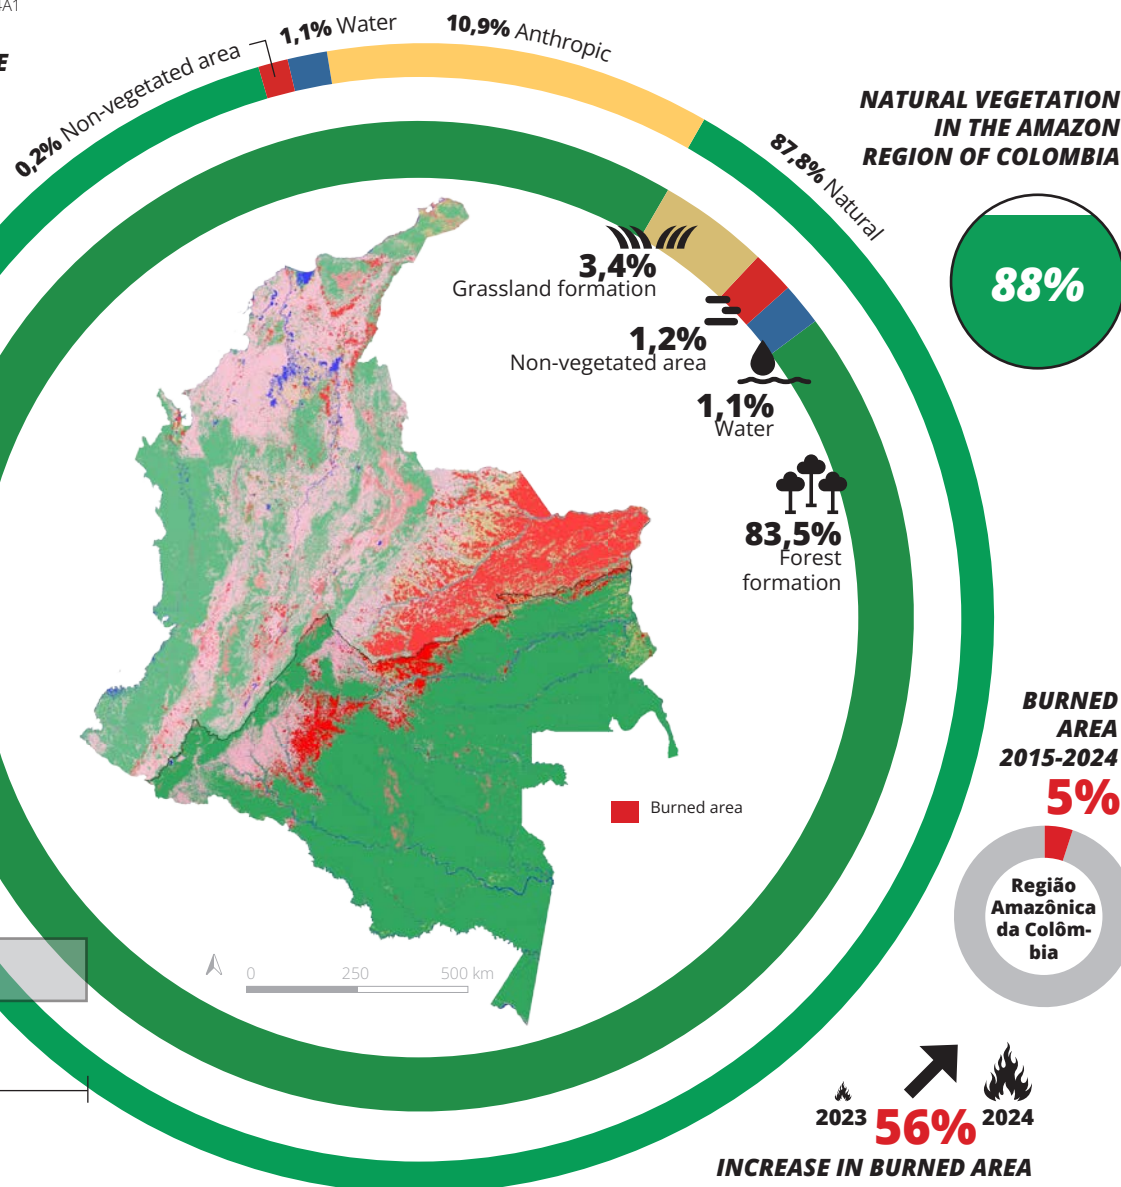 0,2% Non-vegetated area
1,1% Water
10,9% Anthropic
87,8% Natural
NATURAL VEGETATION
IN THE AMAZON
REGION OF COLOMBIA
88%
3,4%
Grassland formation
1,2%
Non-vegetated area
1,1%
Water
83,5%
Forest
formation
Burned area
0 250 500 km
BURNED
AREA
2015-2024
5%
Região
Amazônica
da Colôm-
bia
2023 56% 2024
INCREASE IN BURNED AREA